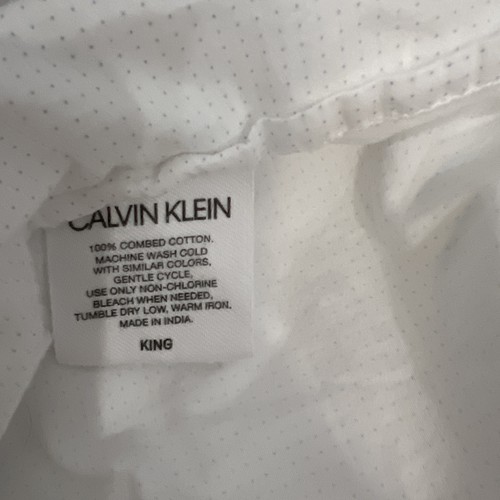 CALVIN KLEIN
100% COMBED COTTON.
MACHINE WASH COLD
WITH SIMILAR COLORS,
GENTLE CYCLE,
USE ONLY NON-CHLORINE
BLEACH WHEN NEEDED,
TUMBLE DRY LOW, WARM IRON.
MADE IN INDIA.
KING